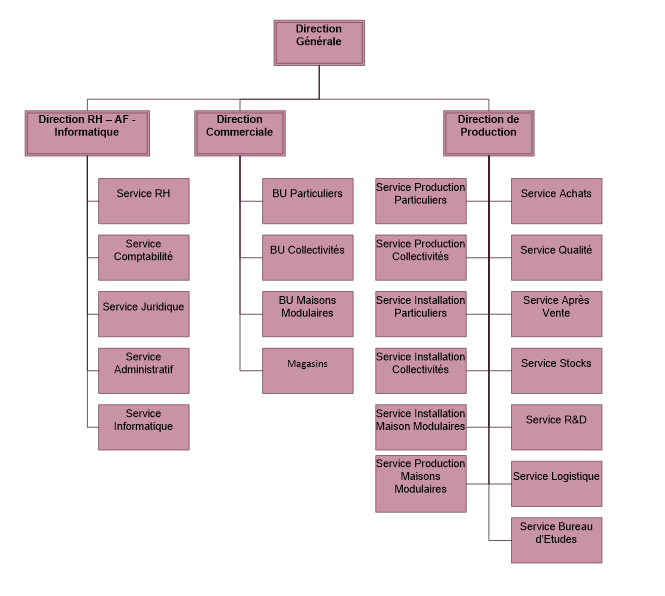 Direction
Générale
Direction RH – AF -
Informatique
Direction
Commerciale
Direction de
Production
Service RH
Service
Comptabilité
Service Juridique
Service
Administratif
Service
Informatique
BU Particuliers
BU Collectivités
BU Maisons
Modulaires
Magasins
Service Production
Particuliers
Service Production
Collectivités
Service Installation
Particuliers
Service Installation
Collectivités
Service Installation
Maison Modulaires
Service Production
Maisons
Modulaires
Service Achats
Service Qualité
Service Après
Vente
Service Stocks
Service R&D
Service Logistique
Service Bureau
d'Etudes